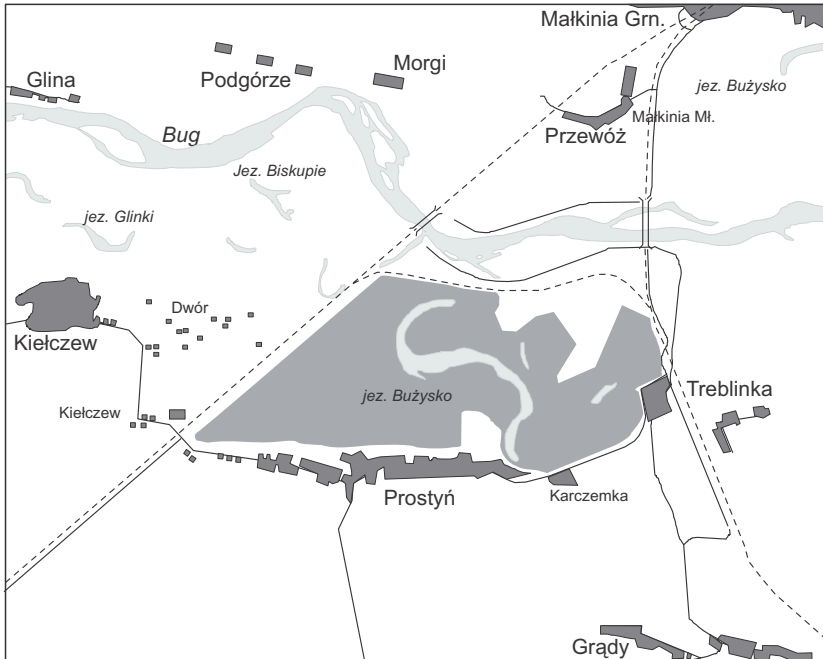 Małkinia Grn.
Morgi
Glina
Podgórze
jez. Bużysko
Małkinia Mł.
Bug
Przewóż
Jez. Biskupie
jez. Glinki
Dwór
Kiełczew
Treblinka
jez. Bużysko
Kiełczew
Prostyń
Karczemka
Grądy